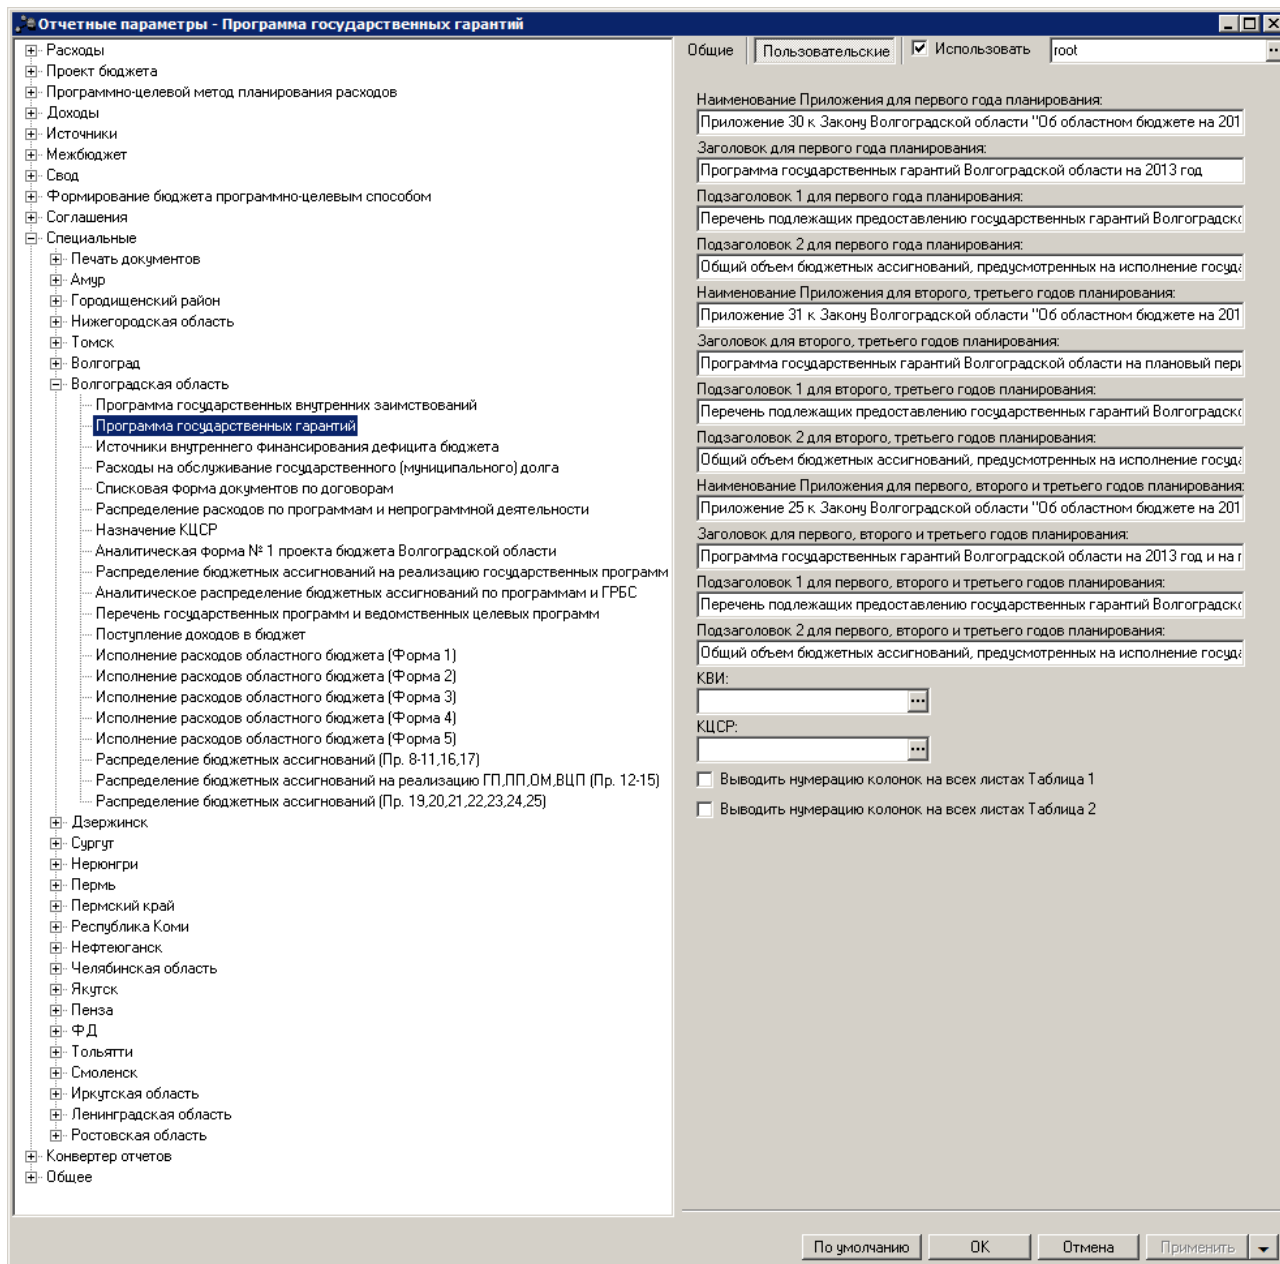 Отчетные параметры - Программа государственных гарантий
Расходы
Проект бюджета
Программно-целевой метод планирования расходов
Доходы
Источники
Межбюджет
Свод
Формирование бюджета программно-целевым способом
Соглашения
Специальные
Печать документов
Амур
Городищенский район
Нижегородская область
Томск
Волгоград
Волгоградская область
Программа государственных внутренних заимствований
Программа государственных гарантий
Источники внутреннего финансирования дефицита бюджета
Расходы на обслуживание государственного (муниципального) долга
Списковая форма документов по договорам
Распределение расходов по программам и непрограммной деятельности
Назначение КЦСР
Аналитическая форма № 1 проекта бюджета Волгоградской области
Распределение бюджетных ассигнований на реализацию государственных программ
Аналитическое распределение бюджетных ассигнований по программам и ГРБС
Перечень государственных программ и ведомственных целевых программ
Поступление доходов в бюджет
Исполнение расходов областного бюджета (Форма 1)
Исполнение расходов областного бюджета (Форма 2)
Исполнение расходов областного бюджета (Форма 3)
Исполнение расходов областного бюджета (Форма 4)
Исполнение расходов областного бюджета (Форма 5)
Распределение бюджетных ассигнований (Пр. 8-11,16,17)
Распределение бюджетных ассигнований на реализацию ГП,ПП,ОМ,ВЦП (Пр. 12-15)
Распределение бюджетных ассигнований (Пр. 19,20,21,22,23,24,25)
Дзержинск
Сургут
Нерюнгри
Пермь
Пермский край
Республика Коми
Нефтеюганск
Челябинская область
Якутск
Пенза
ФД
Тольятти
Смоленск
Иркутская область
Ленинградская область
Ростовская область
Конвертер отчетов
Общее
Общие Пользовательские Использовать root
Наименование Приложения для первого года планирования:
Приложение 30 к Закону Волгоградской области "Об областном бюджете на 201
Заголовок для первого года планирования:
Программа государственных гарантий Волгоградской области на 2013 год
Подзаголовок 1 для первого года планирования:
Перечень подлежащих предоставлению государственных гарантий Волгоградск
Подзаголовок 2 для первого года планирования:
Общий объем бюджетных ассигнований, предусмотренных на исполнение госуд
Наименование Приложения для второго, третьего годов планирования:
Приложение 31 к Закону Волгоградской области "Об областном бюджете на 201
Заголовок для второго, третьего годов планирования:
Программа государственных гарантий Волгоградской области на плановый пери
Подзаголовок 1 для второго, третьего годов планирования:
Перечень подлежащих предоставлению государственных гарантий Волгоградск
Подзаголовок 2 для второго, третьего годов планирования:
Общий объем бюджетных ассигнований, предусмотренных на исполнение госуд
Наименование Приложения для первого, второго и третьего годов планирования:
Приложение 25 к Закону Волгоградской области "Об областном бюджете на 201
Заголовок для первого, второго и третьего годов планирования:
Программа государственных гарантий Волгоградской области на 2013 год и на п
Подзаголовок 1 для первого, второго и третьего годов планирования:
Перечень подлежащих предоставлению государственных гарантий Волгоградск
Подзаголовок 2 для первого, второго и третьего годов планирования:
Общий объем бюджетных ассигнований, предусмотренных на исполнение госуд
КВИ:
КЦСР:
Выводить нумерацию колонок на всех листах Таблица 1
Выводить нумерацию колонок на всех листах Таблица 2
По умолчанию OK Отмена Применить